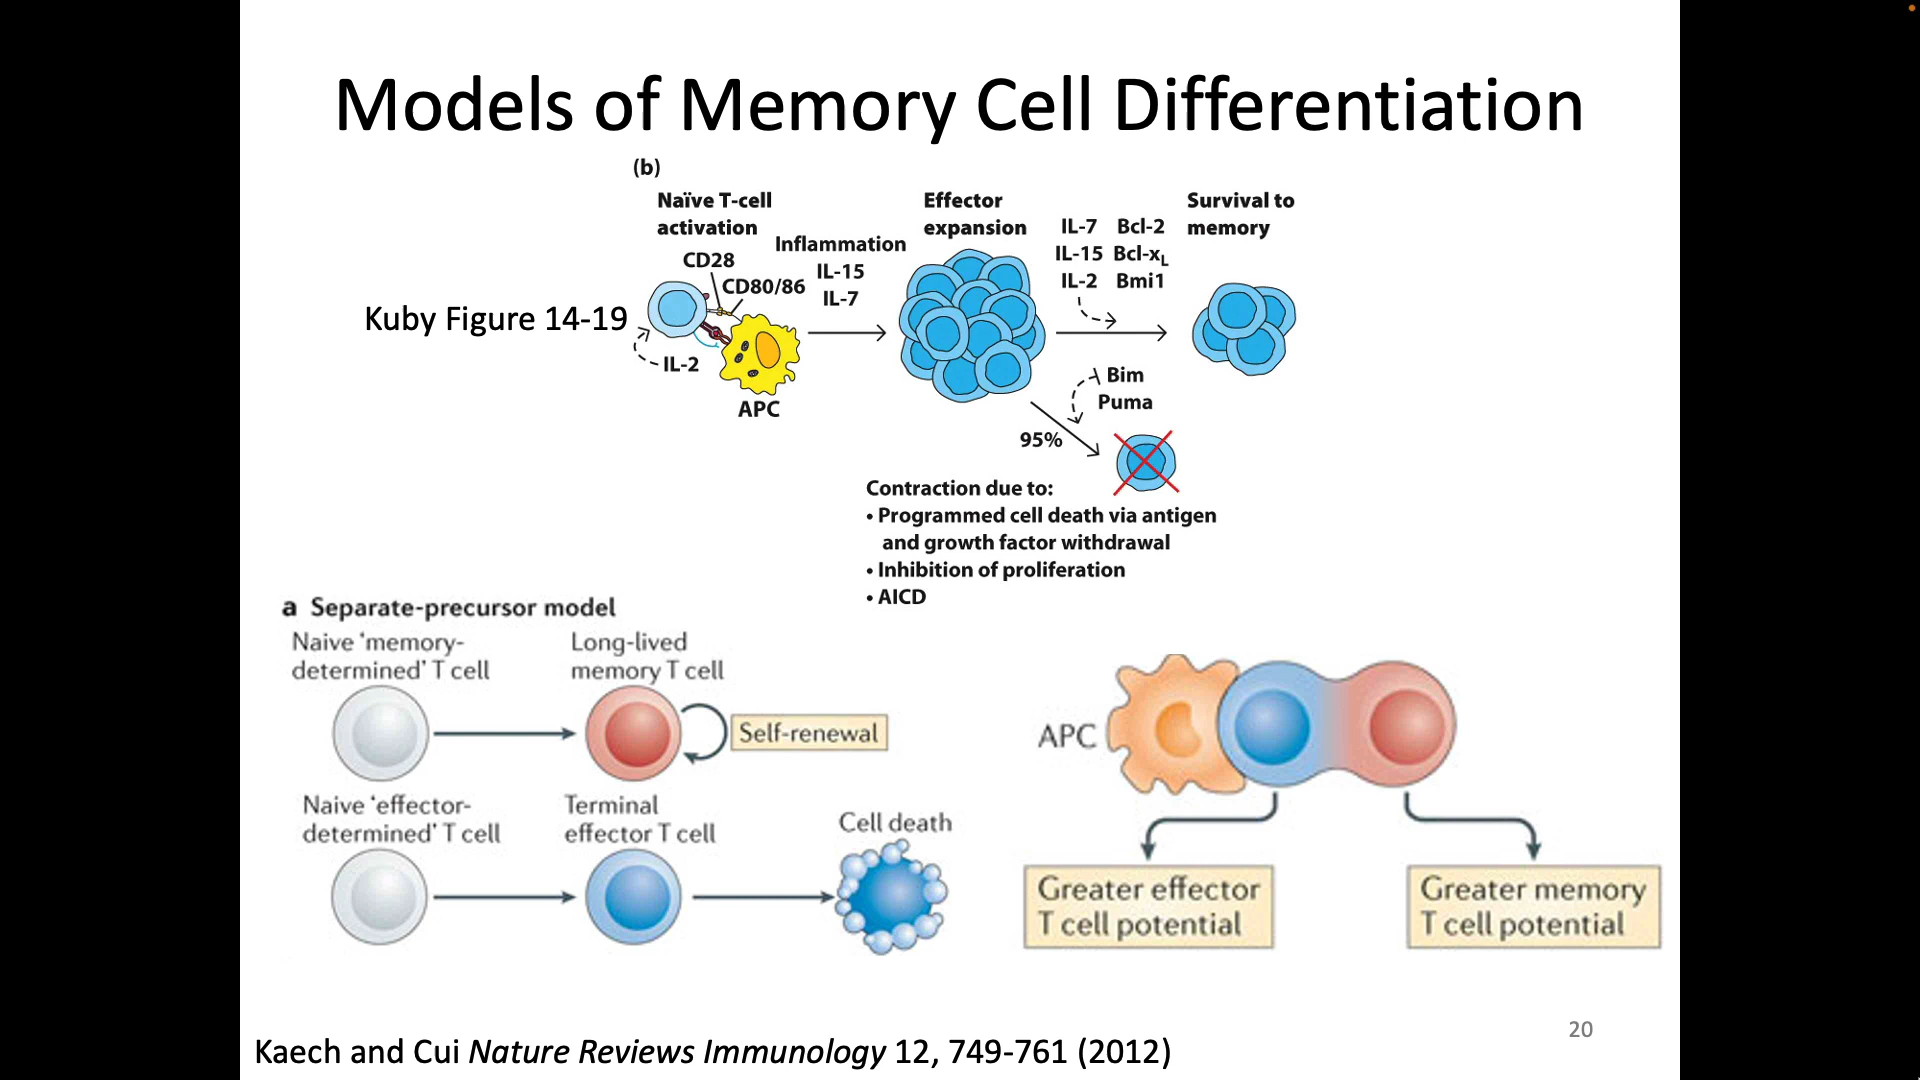 Models of Memory Cell Differentiation
(b)
Naïve T-cell
activation
CD28
CD80/86
IL-2
APC
Inflammation
IL-15
IL-7
Effector
expansion
IL-7 Bcl-2
IL-15 Bcl-xL
IL-2 Bmi1
Survival to
memory
Kuby Figure 14-19
Bim
Puma
95%
Contraction due to:
• Programmed cell death via antigen
and growth factor withdrawal
• Inhibition of proliferation
• AICD
a Separate-precursor model
Naive ‘memory-
determined’ T cell
Long-lived
memory T cell
Self-renewal
Naive ‘effector-
determined’ T cell
Terminal
effector T cell
Cell death
APC
Greater effector
T cell potential
Greater memory
T cell potential
20
Kaech and Cui Nature Reviews Immunology 12, 749-761 (2012)